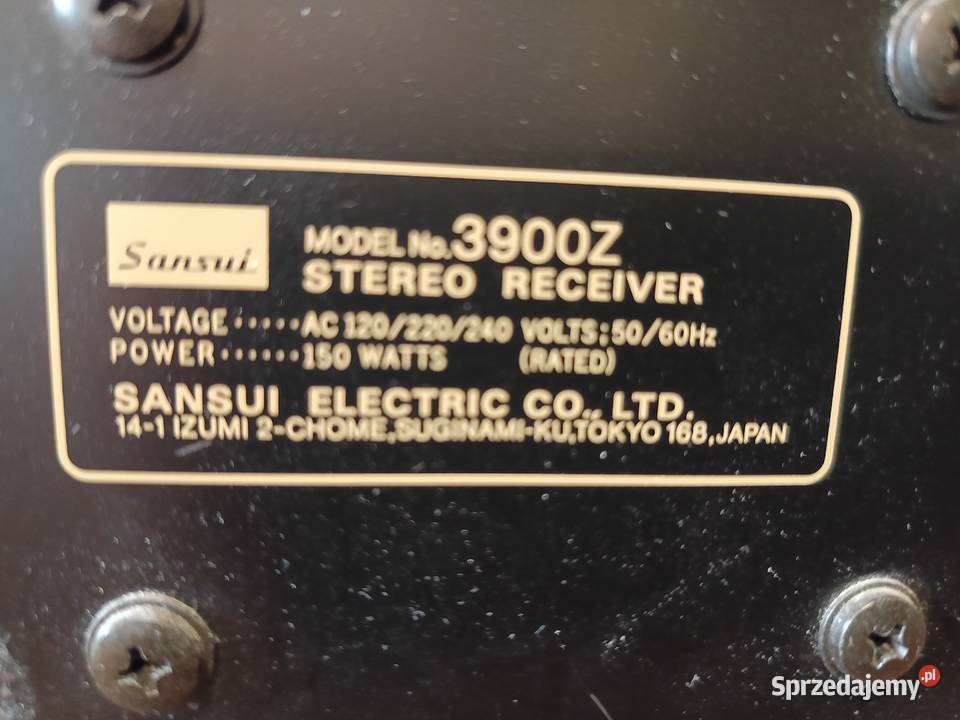 Sansui
MODEL No. 3900Z
STEREO RECEIVER
VOLTAGE·····AC 120/220/240 VOLTS; 50/60Hz
POWER······150 WATTS (RATED)
SANSUI ELECTRIC CO., LTD.
14-1 IZUMI 2-CHOME, SUGINAMI-KU, TOKYO 168, JAPAN
Sprzedajemy.pl